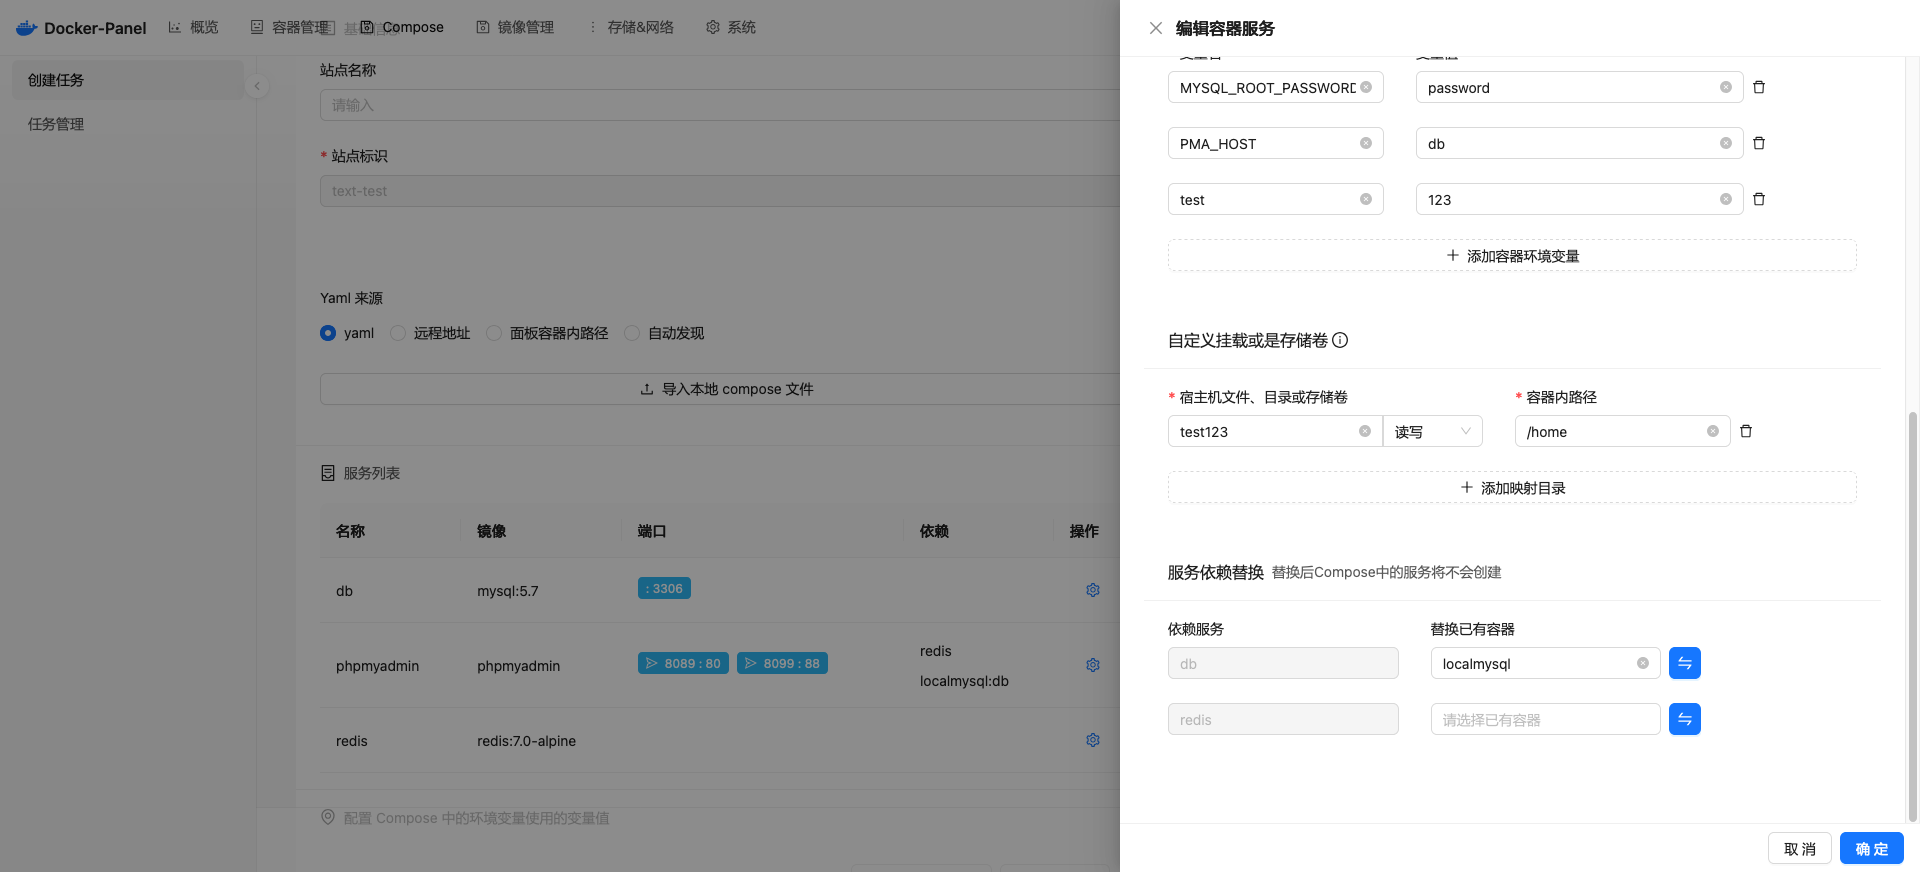 Docker-Panel
概览
容器管理
基础信息
Compose
镜像管理
存储&网络
系统
创建任务
任务管理
站点名称
请输入
* 站点标识
text-test
Yaml 来源
yaml
远程地址
面板容器内路径
自动发现
导入本地 compose 文件
服务列表
名称 镜像 端口 依赖 操作
db mysql:5.7 : 3306
phpmyadmin phpmyadmin 8089 : 80 8099 : 88 redis
localmysql:db
redis redis:7.0-alpine
配置 Compose 中的环境变量使用的变量值
编辑容器服务
变量名 变量值
MYSQL_ROOT_PASSWORD password
PMA_HOST db
test 123
添加容器环境变量
自定义挂载或是存储卷
* 宿主机文件、目录或存储卷 * 容器内路径
test123 读写 /home
添加映射目录
服务依赖替换 替换后Compose中的服务将不会创建
依赖服务 替换已有容器
db localmysql
redis 请选择已有容器
取 消 确 定